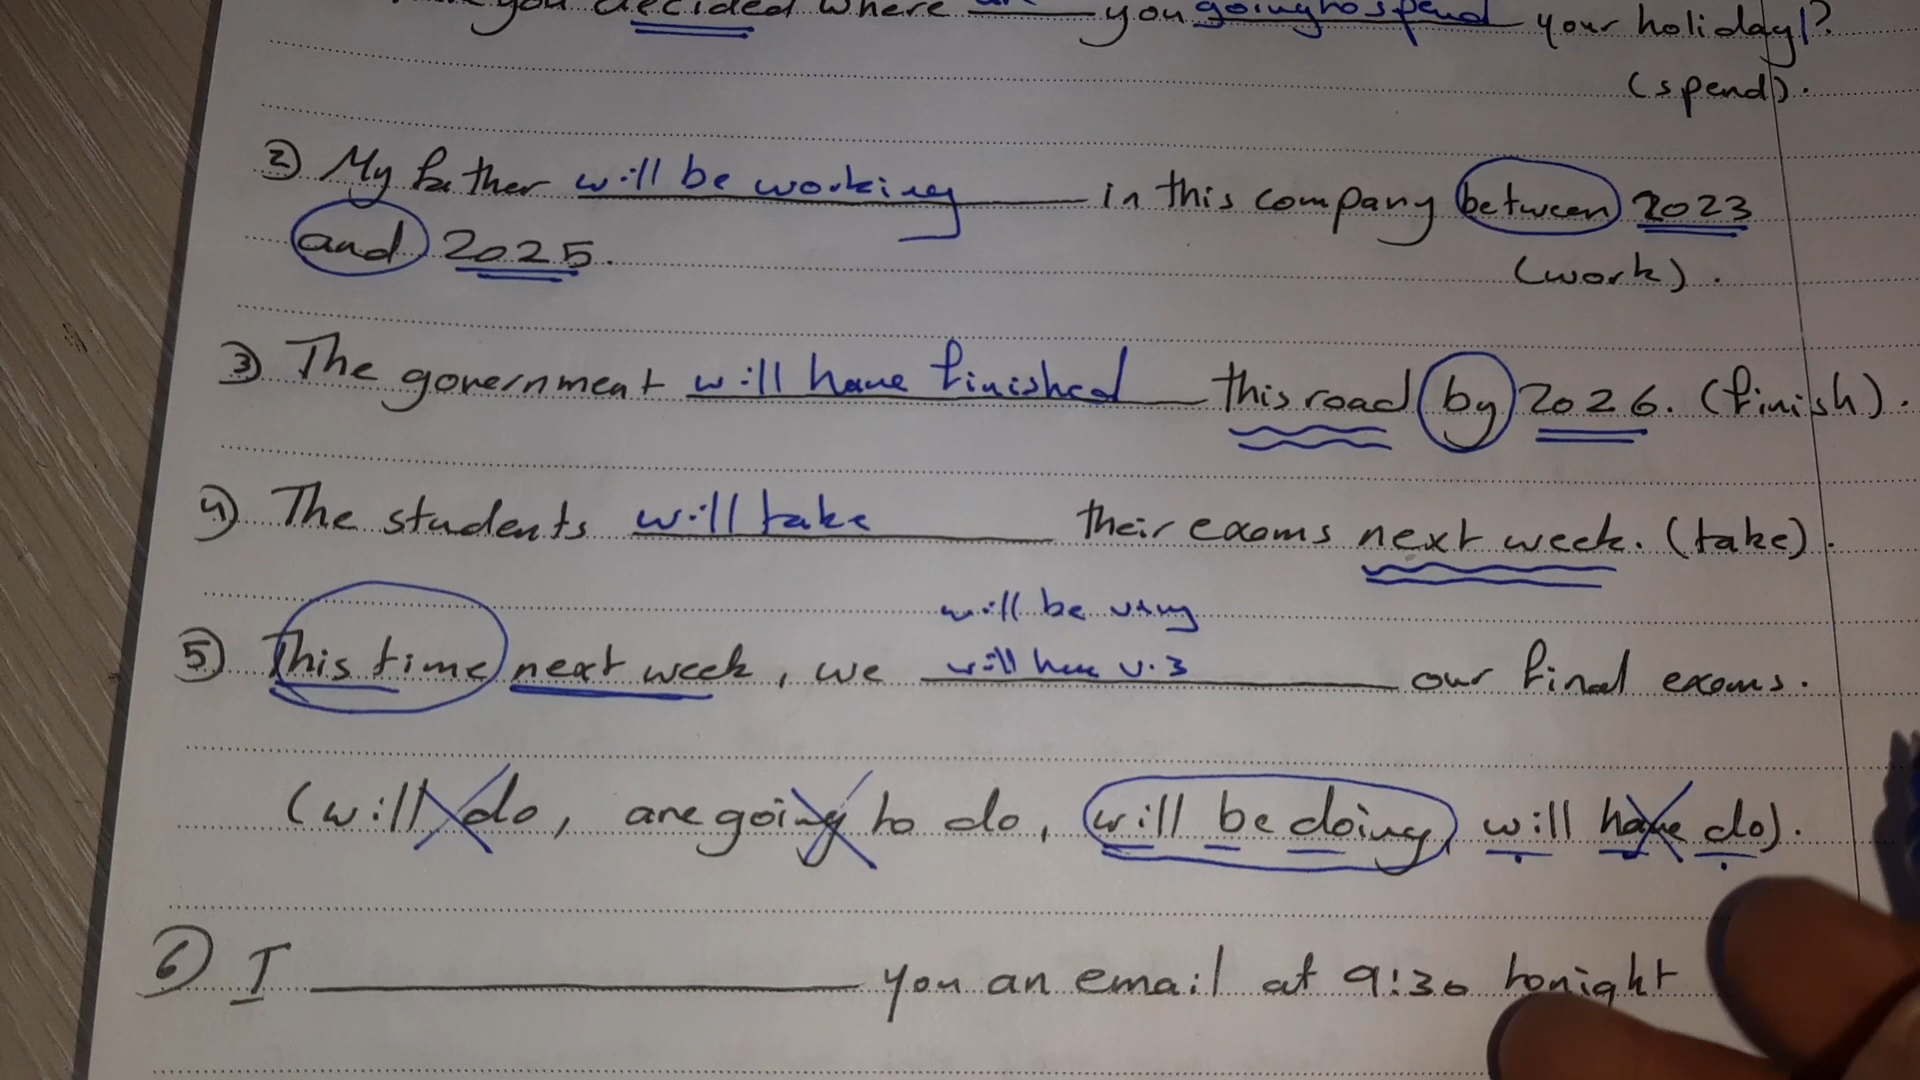 you decided where are you going to spend your holiday?
(spend).
2) My father will be working in this company between 2023
and 2025.
(work).
3) The government will have finished this road by 2026. (finish).
4) The students will take their exams next week. (take).
will be ving
5) This time next week, we will have v.3 our final exams.
(will do, are going to do, will be doing, will have do).
6) I you an email at 9:30 tonight